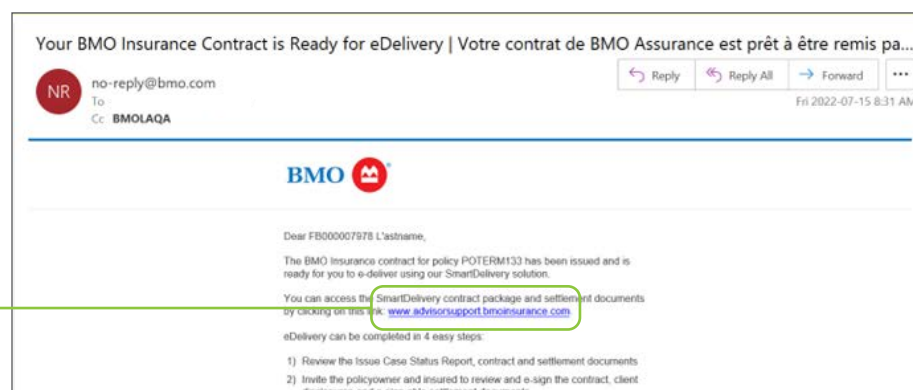 Your BMO Insurance Contract is Ready for eDelivery | Votre contrat de BMO Assurance est prêt à être remis pa...
NR
no-reply@bmo.com
Reply
Reply All
Forward
...
To
Fri 2022-07-15 8:31 AM
Cc BMOLAQA
BMO
Dear FB000007978 L'astname,
The BMO Insurance contract for policy POTERM133 has been issued and is
ready for you to e-deliver using our SmartDelivery solution.
You can access the SmartDelivery contract package and settlement documents
by clicking on this link: www.advisorsupport.bmoinsurance.com.
eDelivery can be completed in 4 easy steps:
1) Review the Issue Case Status Report, contract and settlement documents
2) Invite the policyowner and insured to review and e-sign the contract, client